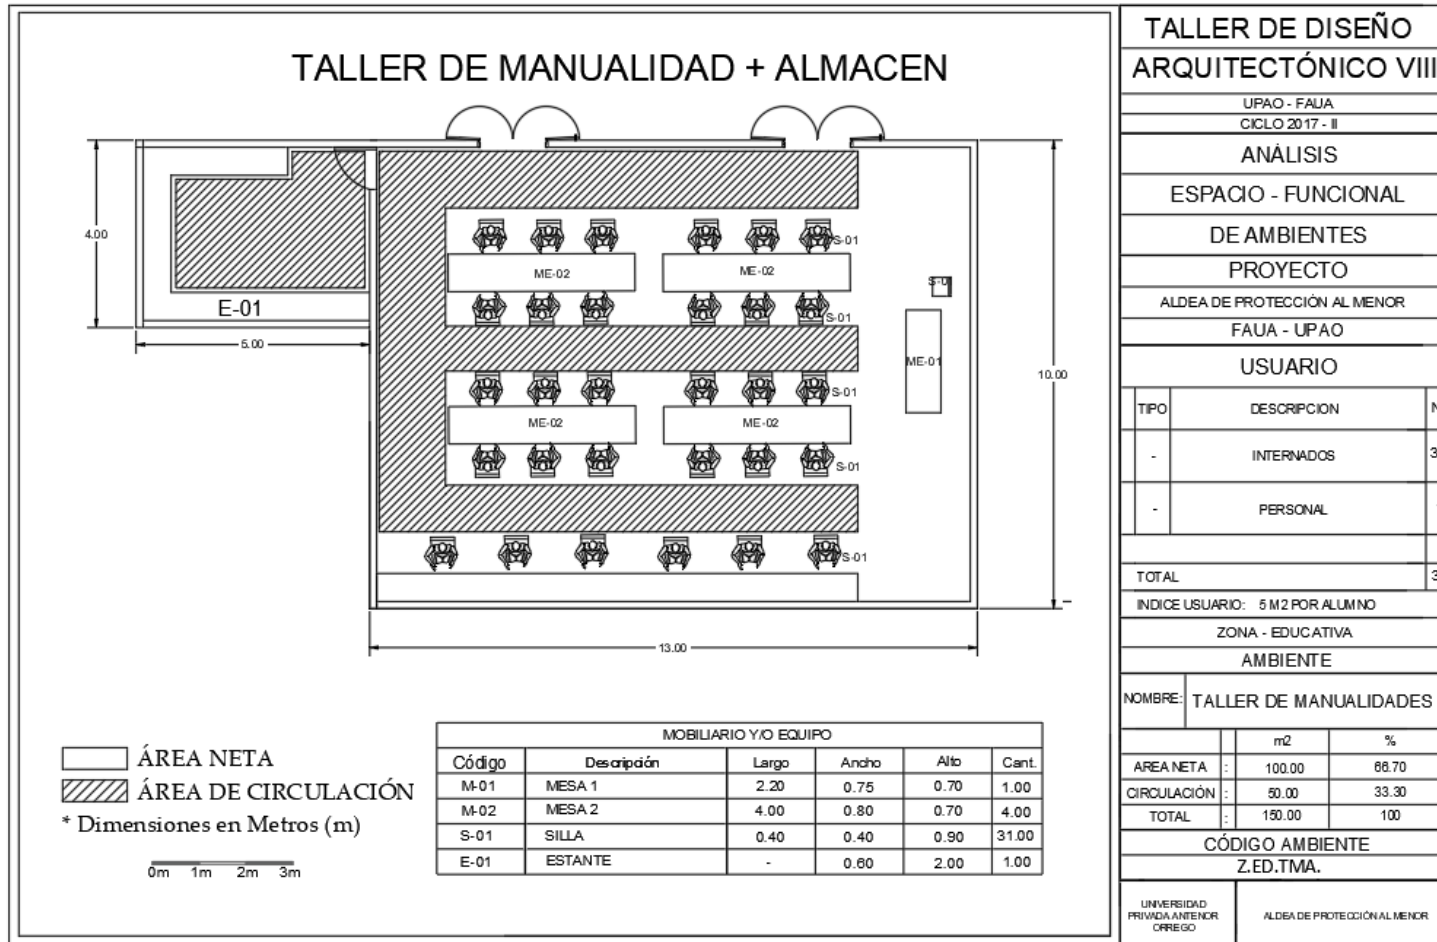 TALLER DE MANUALIDAD + ALMACEN
4.00
5.00
E-01
S-01
ME-02
ME-02
S-01
S-01
ME-01
S-01
ME-02
ME-02
S-01
S-01
10.00
13.00
ÁREA NETA
ÁREA DE CIRCULACIÓN
* Dimensiones en Metros (m)
0m 1m 2m 3m
MOBILIARIO Y/O EQUIPO
Código Descripción Largo Ancho Alto Cant.
M-01 MESA 1 2.20 0.75 0.70 1.00
M-02 MESA 2 4.00 0.80 0.70 4.00
S-01 SILLA 0.40 0.40 0.90 31.00
E-01 ESTANTE - 0.60 2.00 1.00
TALLER DE DISEÑO
ARQUITECTÓNICO VIII
UPAO - FAUA
CICLO 2017 - II
ANÁLISIS
ESPACIO - FUNCIONAL
DE AMBIENTES
PROYECTO
ALDEA DE PROTECCIÓN AL MENOR
FAUA - UPAO
USUARIO
TIPO DESCRIPCION
- INTERNADOS
- PERSONAL
TOTAL
INDICE USUARIO: 5 M2 POR ALUMNO
ZONA - EDUCATIVA
AMBIENTE
NOMBRE: TALLER DE MANUALIDADES
m2 %
AREA NETA : 100.00 66.70
CIRCULACIÓN : 50.00 33.30
TOTAL : 150.00 100
CÓDIGO AMBIENTE
Z.ED.TMA.
UNIVERSIDAD
PRIVADA ANTENOR
ORREGO
ALDEA DE PROTECCIÓN AL MENOR